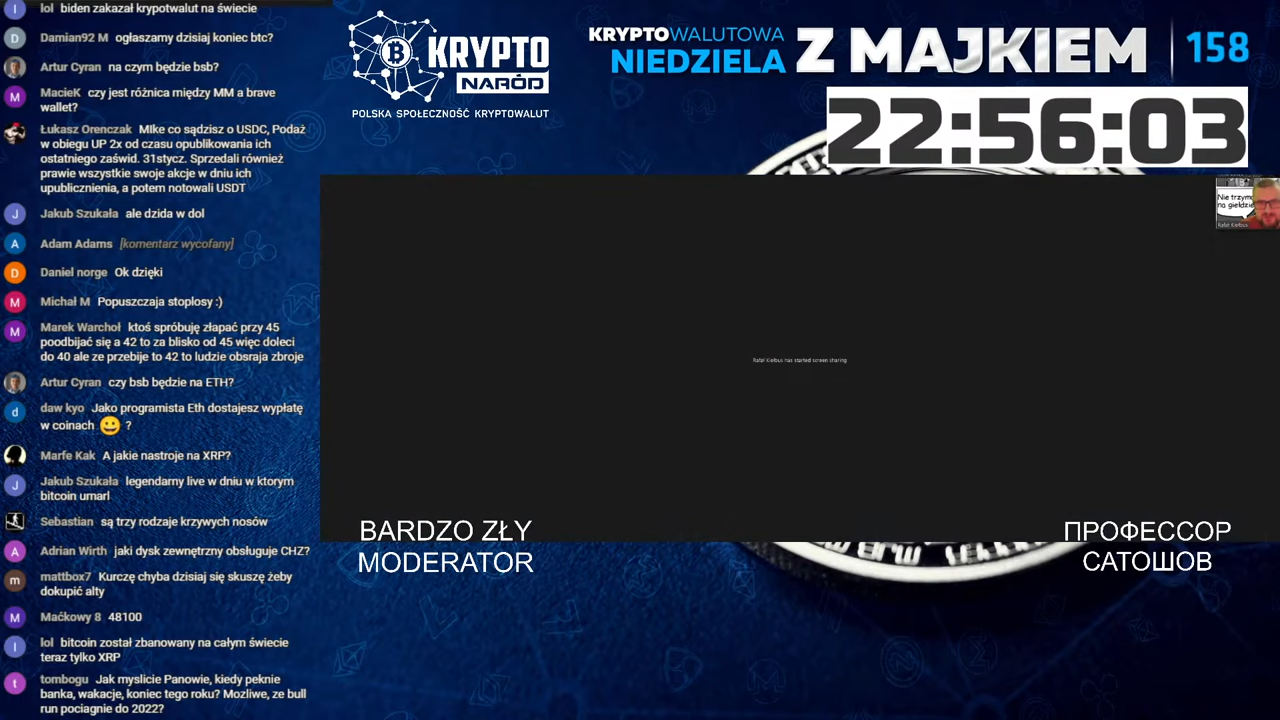 lol biden zakazał krypotwalut na świecie
Damian92 M ogłaszamy dzisiaj koniec btc?
Artur Cyran na czym będzie bsb?
MacieK czy jest różnica między MM a brave
wallet?
Łukasz Orenczak MIke co sądzisz o USDC, Podaż
w obiegu UP 2x od czasu opublikowania ich
ostatniego zaświd. 31stycz. Sprzedali również
prawie wszystkie swoje akcje w dniu ich
upublicznienia, a potem notowali USDT
Jakub Szukała ale dzida w dol
Adam Adams [komentarz wycofany]
Daniel norge Ok dzięki
Michał M Popuszczaja stoplosy :)
Marek Warchoł ktoś spróbuję złapać przy 45
poodbijać się a 42 to za blisko od 45 więc doleci
do 40 ale ze przebije to 42 to ludzie obsraja zbroje
Artur Cyran czy bsb będzie na ETH?
daw kyo Jako programista Eth dostajesz wypłatę
w coinach 😀 ?
Marfe Kak A jakie nastroje na XRP?
Jakub Szukała legendarny live w dniu w ktorym
bitcoin umarl
Sebastian są trzy rodzaje krzywych nosów
Adrian Wirth jaki dysk zewnętrzny obsługuje CHZ?
mattbox7 Kurczę chyba dzisiaj się skuszę żeby
dokupić alty
Maćkowy 8 48100
lol bitcoin został zbanowany na całym świecie
teraz tylko XRP
tombogu Jak myslicie Panowie, kiedy peknie
banka, wakacje, koniec tego roku? Mozliwe, ze bull
run pociagnie do 2022?
KRYPTO
NARÓD
POLSKA SPOŁECZNOŚĆ KRYPTOWALUT
KRYPTOWALUTOWA
NIEDZIELA
Z MAJKIEM
158
22:56:03
Nie trzym
na giełdzie
Rafał Kiełbus
Rafał Kiełbus has started screen sharing
BARDZO ZŁY
MODERATOR
ПРОФЕССОР
САТОШОВ